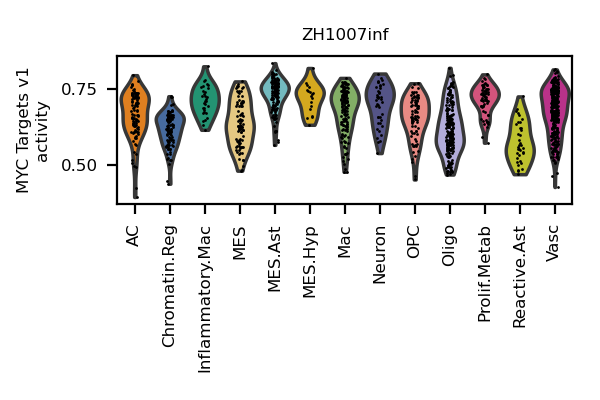 ZH1007inf
MYC Targets v1
activity
0.75
0.50
AC
Chromatin.Reg
Inflammatory.Mac
MES
MES.Ast
MES.Hyp
Mac
Neuron
OPC
Oligo
Prolif.Metab
Reactive.Ast
Vasc